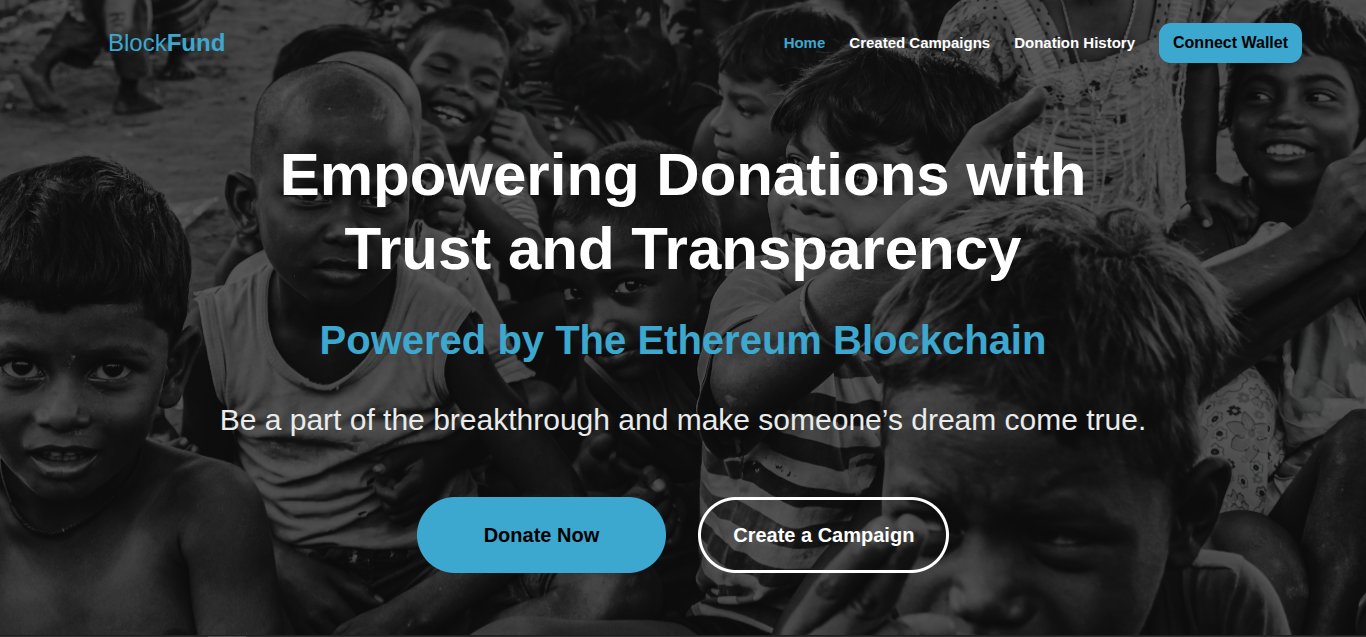 BlockFund
Home
Created Campaigns
Donation History
Connect Wallet
Empowering Donations with
Trust and Transparency
Powered by The Ethereum Blockchain
Be a part of the breakthrough and make someone’s dream come true.
Donate Now
Create a Campaign